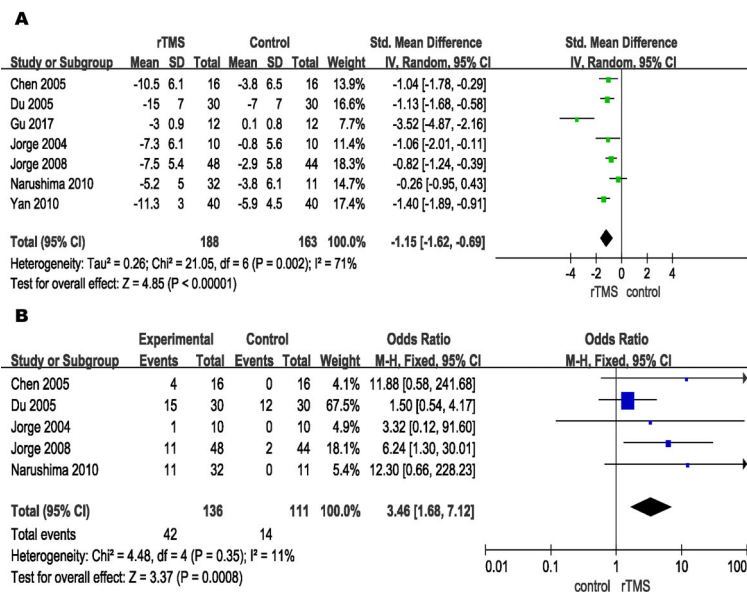 A
rTMS Control Std. Mean Difference Std. Mean Difference
Study or Subgroup Mean SD Total Mean SD Total Weight IV, Random, 95% CI IV, Random, 95% CI
Chen 2005 -10.5 6.1 16 -3.8 6.5 16 13.9% -1.04 [-1.78, -0.29]
Du 2005 -15 7 30 -7 7 30 16.6% -1.13 [-1.68, -0.58]
Gu 2017 -3 0.9 12 0.1 0.8 12 7.7% -3.52 [-4.87, -2.16]
Jorge 2004 -7.3 6.1 10 -0.8 5.6 10 11.4% -1.06 [-2.01, -0.11]
Jorge 2008 -7.5 5.4 48 -2.9 5.8 44 18.3% -0.82 [-1.24, -0.39]
Narushima 2010 -5.2 5 32 -3.8 6.1 11 14.7% -0.26 [-0.95, 0.43]
Yan 2010 -11.3 3 40 -5.9 4.5 40 17.4% -1.40 [-1.89, -0.91]
Total (95% CI) 188 163 100.0% -1.15 [-1.62, -0.69]
Heterogeneity: Tau² = 0.26; Chi² = 21.05, df = 6 (P = 0.002); I² = 71%
Test for overall effect: Z = 4.85 (P < 0.00001)
-4 -2 0 2 4
rTMS control
B
Experimental Control Odds Ratio Odds Ratio
Study or Subgroup Events Total Events Total Weight M-H, Fixed, 95% CI M-H, Fixed, 95% CI
Chen 2005 4 16 0 16 4.1% 11.88 [0.58, 241.68]
Du 2005 15 30 12 30 67.5% 1.50 [0.54, 4.17]
Jorge 2004 1 10 0 10 4.9% 3.32 [0.12, 91.60]
Jorge 2008 11 48 2 44 18.1% 6.24 [1.30, 30.01]
Narushima 2010 11 32 0 11 5.4% 12.30 [0.66, 228.23]
Total (95% CI) 136 111 100.0% 3.46 [1.68, 7.12]
Total events 42 14
Heterogeneity: Chi² = 4.48, df = 4 (P = 0.35); I² = 11%
Test for overall effect: Z = 3.37 (P = 0.0008)
0.01 0.1 1 10 100
control rTMS